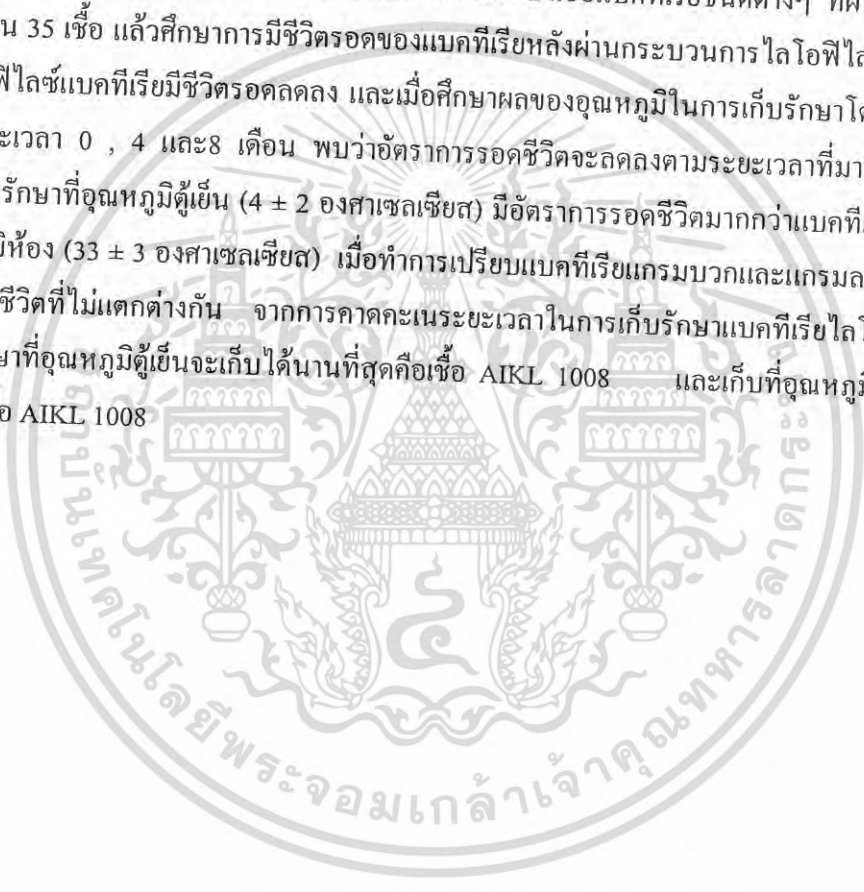 น 35 เชื้อ แล้วศึกษาการมีชีวิตรอดของแบคทีเรียหลังผ่านกระบวนการไลโอฟิไล
ฟิไลซ์แบคทีเรียมีชีวิตรอดลดลง และเมื่อศึกษาผลของอุณหภูมิในการเก็บรักษาโด
ะเวลา 0 , 4 และ8 เดือน พบว่าอัตราการรอดชีวิตจะลดลงตามระยะเวลาที่มา
รักษาที่อุณหภูมิตู้เย็น (4 ± 2 องศาเซลเซียส) มีอัตราการรอดชีวิตมากกว่าแบคที
มิห้อง (33 ± 3 องศาเซลเซียส) เมื่อทำการเปรียบแบคทีเรียแกรมบวกและแกรมล
ชีวิตที่ไม่แตกต่างกัน จากการคาดคะเนระยะเวลาในการเก็บรักษาแบคทีเรียไลโ
ษาที่อุณหภูมิตู้เย็นจะเก็บได้นานที่สุดคือเชื้อ AIKL 1008 และเก็บที่อุณหภูมิ
อ AIKL 1008
นเทคโนโลยีพระจอมเกล้าเจ้าคุณทหารลาดกระ